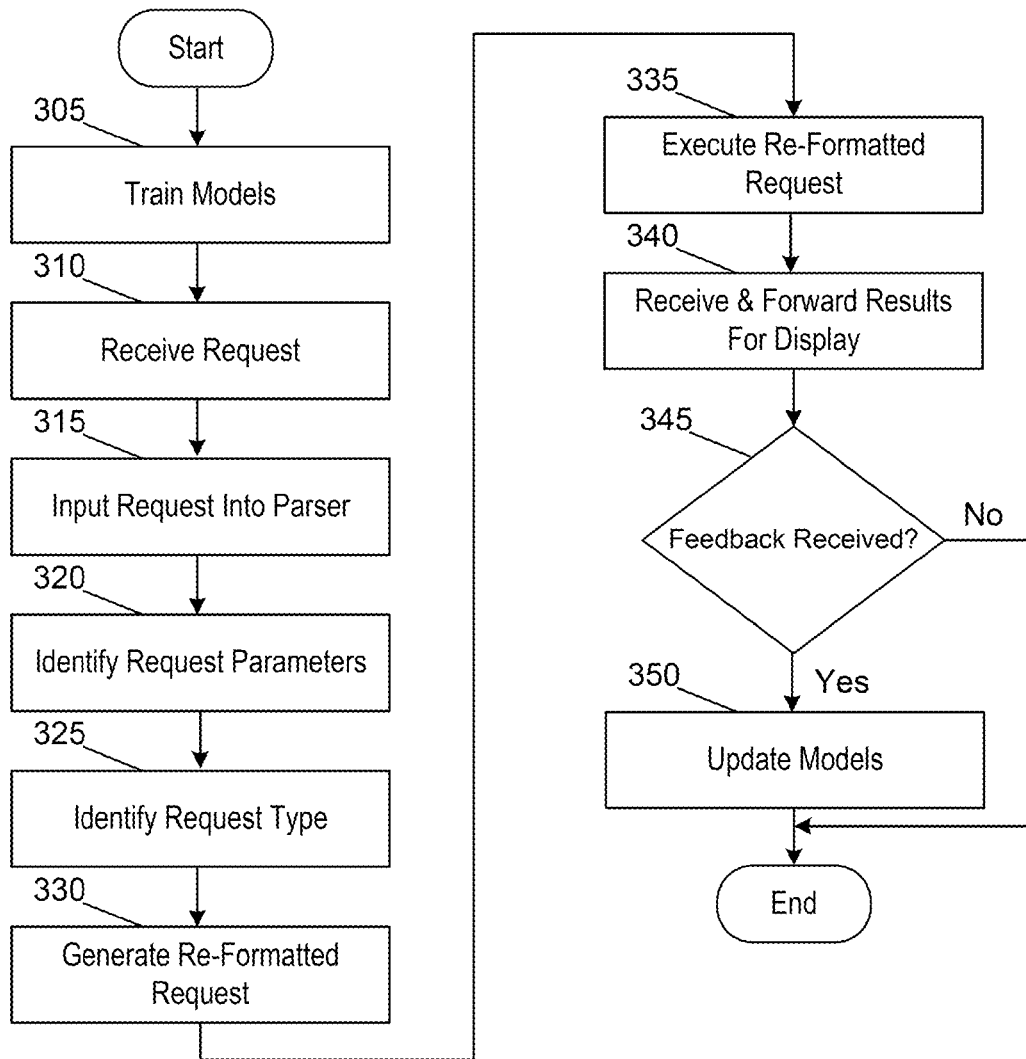 Start
305
Train Models
310
Receive Request
315
Input Request Into Parser
320
Identify Request Parameters
325
Identify Request Type
330
Generate Re-Formatted
Request
335
Execute Re-Formatted
Request
340
Receive & Forward Results
For Display
345
Feedback Received?
No
Yes
350
Update Models
End